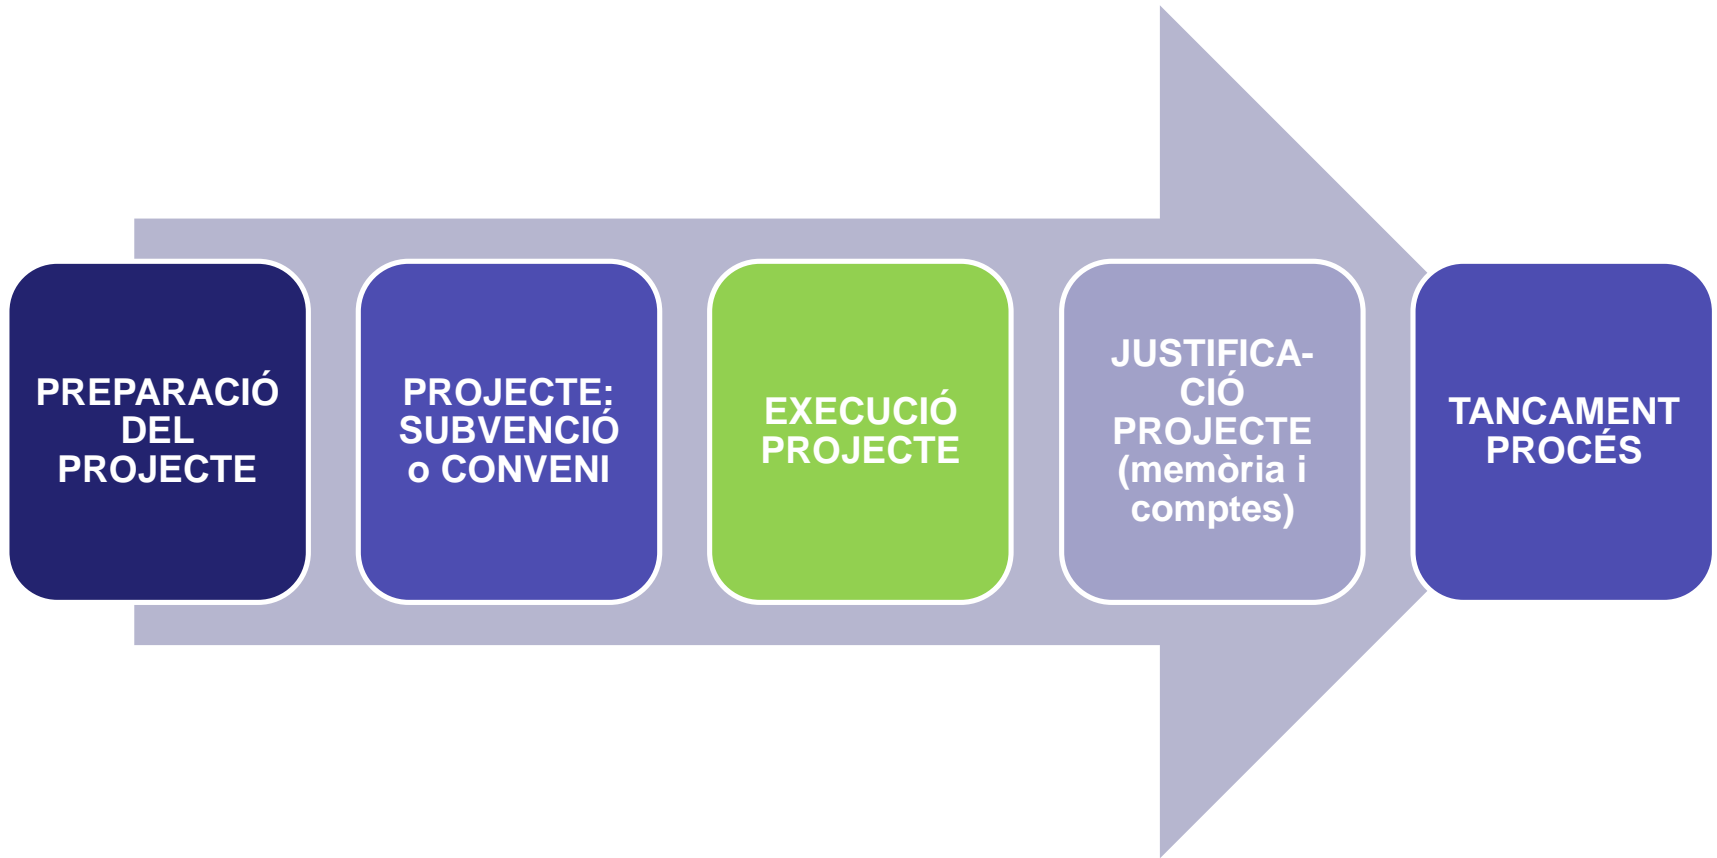 PREPARACIÓ
DEL
PROJECTE
PROJECTE:
SUBVENCIÓ
o CONVENI
EXECUCIÓ
PROJECTE
JUSTIFICA-
CIÓ
PROJECTE
(memòria i
comptes)
TANCAMENT
PROCÉS